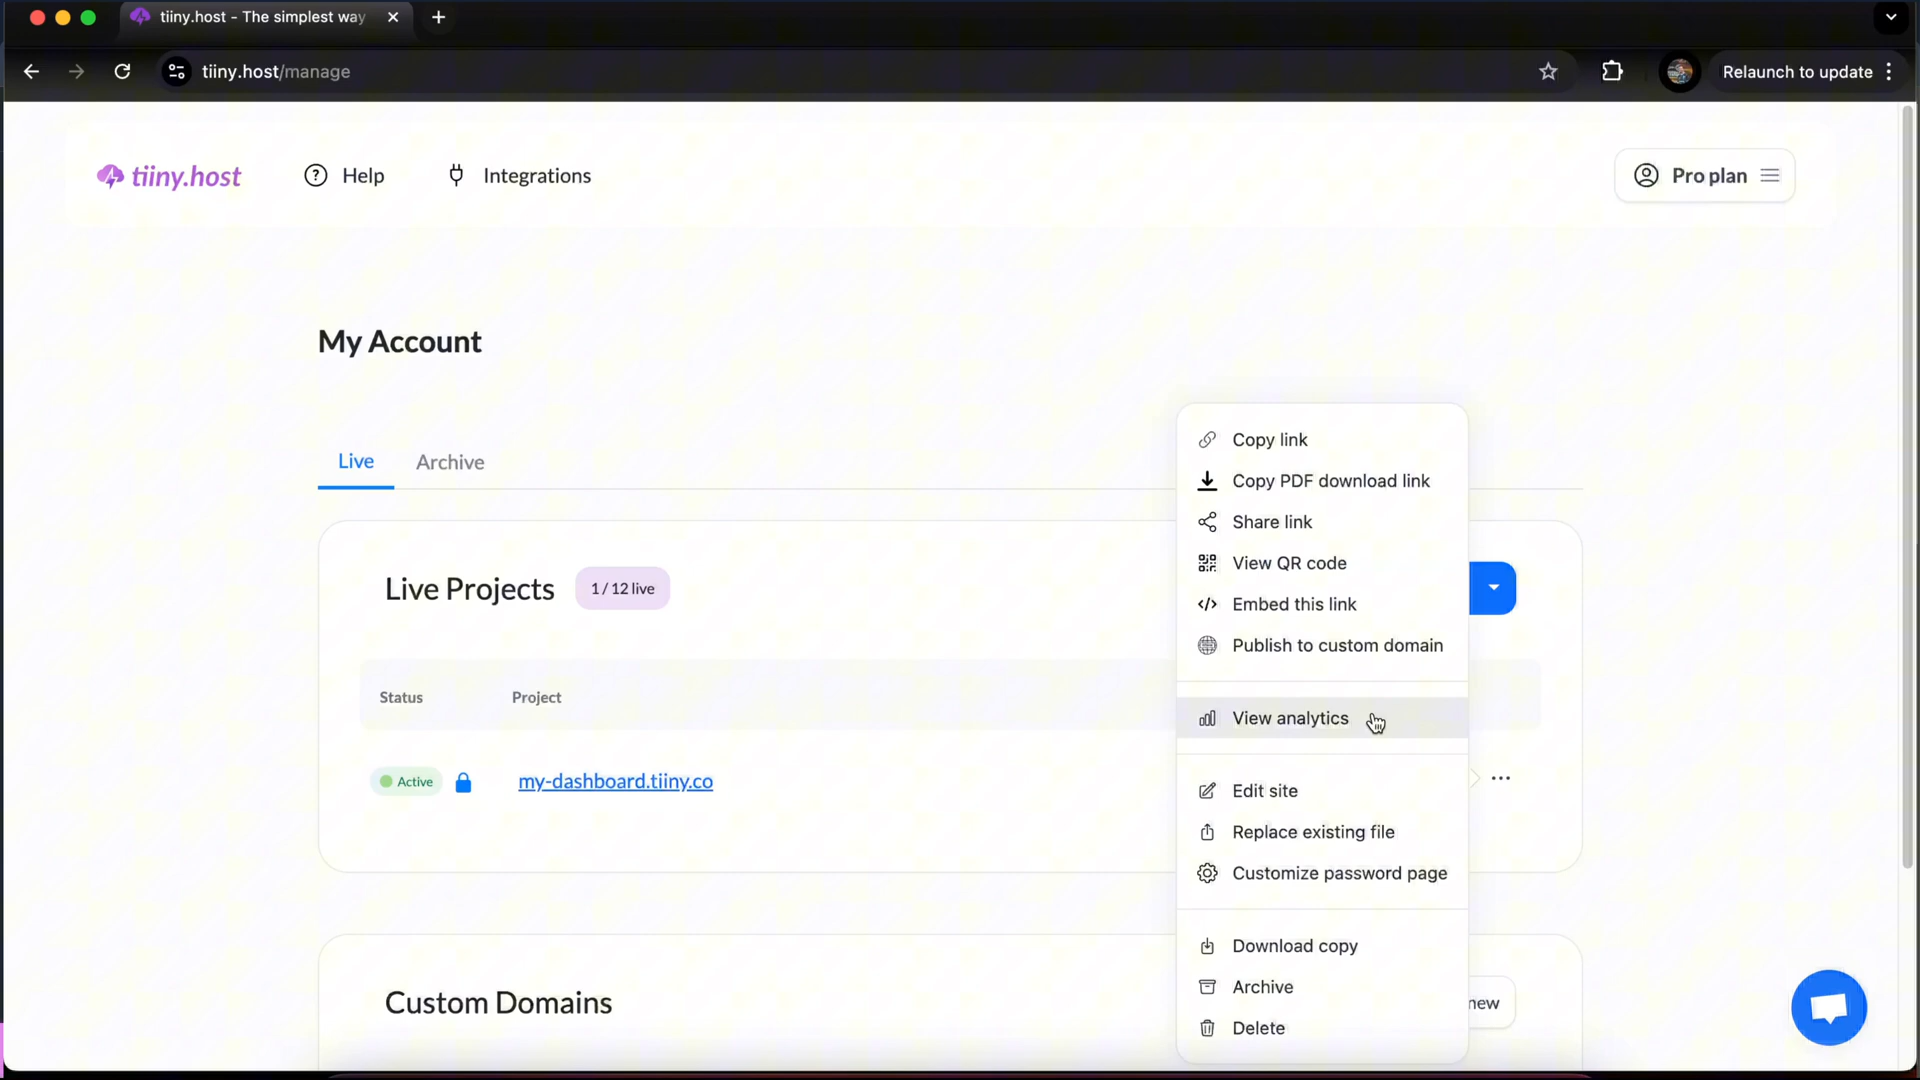 tiiny.host - The simplest way
tiiny.host/manage
Relaunch to update
tiiny.host
Help
Integrations
Pro plan
My Account
Live
Archive
Live Projects
1 / 12 live
Status
Project
Active
my-dashboard.tiiny.co
Copy link
Copy PDF download link
Share link
View QR code
Embed this link
Publish to custom domain
View analytics
Edit site
Replace existing file
Customize password page
Download copy
Archive
Delete
Custom Domains
new